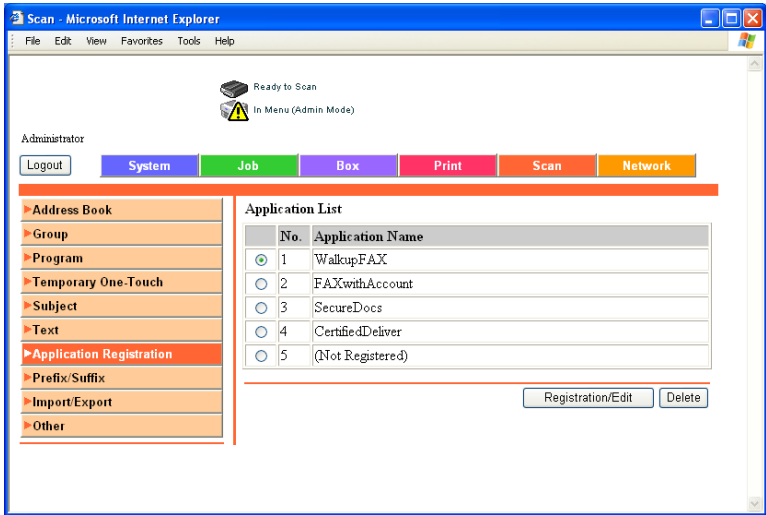 Scan - Microsoft Internet Explorer
File Edit View Favorites Tools Help
Ready to Scan
In Menu (Admin Mode)
Administrator
Logout System Job Box Print Scan Network
Address Book
Group
Program
Temporary One-Touch
Subject
Text
Application Registration
Prefix/Suffix
Import/Export
Other
Application List
No. Application Name
1 WalkupFAX
2 FAXwithAccount
3 SecureDocs
4 CertifiedDeliver
5 (Not Registered)
Registration/Edit Delete